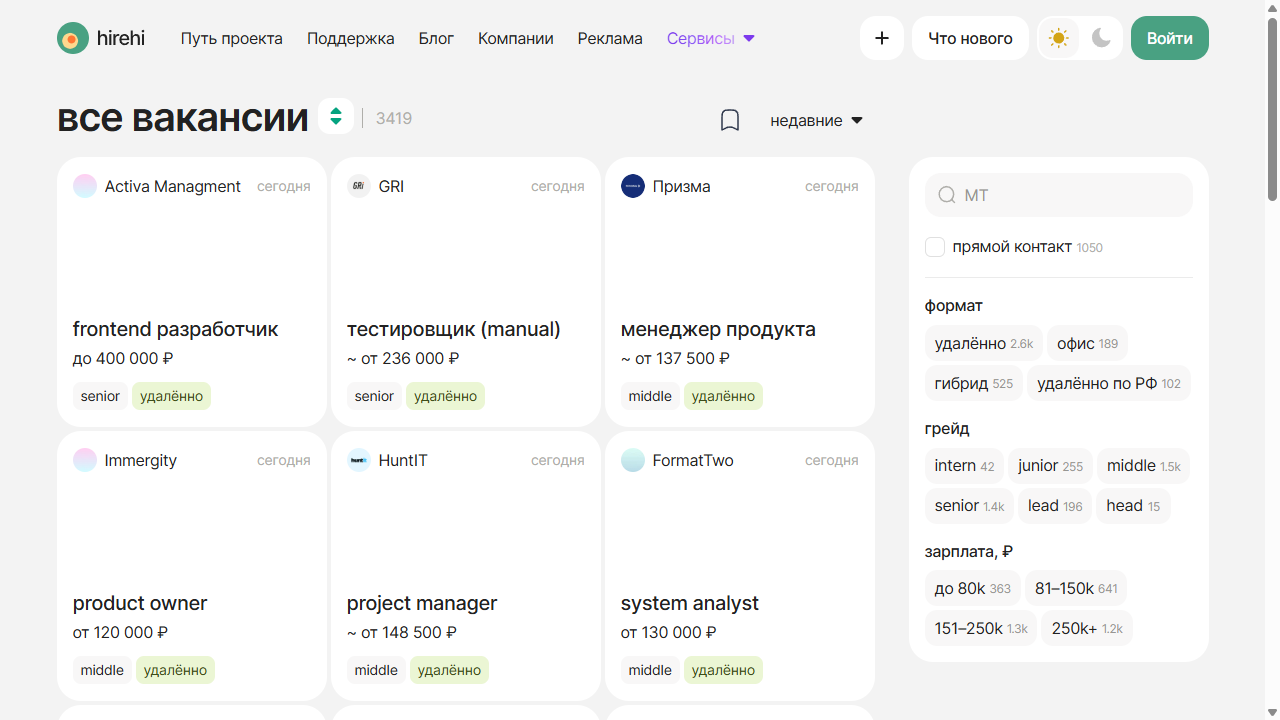 hirehi
Путь проекта
Поддержка
Блог
Компании
Реклама
Сервисы
Что нового
Войти
все вакансии
3419
недавние
Activa Managment
сегодня
frontend разработчик
до 400 000 ₽
senior
удалённо
GRI
сегодня
тестировщик (manual)
~ от 236 000 ₽
senior
удалённо
Призма
сегодня
менеджер продукта
~ от 137 500 ₽
middle
удалённо
Immergity
сегодня
product owner
от 120 000 ₽
middle
удалённо
HuntIT
сегодня
project manager
~ от 148 500 ₽
middle
удалённо
FormatTwo
сегодня
system analyst
от 130 000 ₽
middle
удалённо
МТ
прямой контакт 1050
формат
удалённо 2.6k
офис 189
гибрид 525
удалённо по РФ 102
грейд
intern 42
junior 255
middle 1.5k
senior 1.4k
lead 196
head 15
зарплата, ₽
до 80k 363
81–150k 641
151–250k 1.3k
250k+ 1.2k